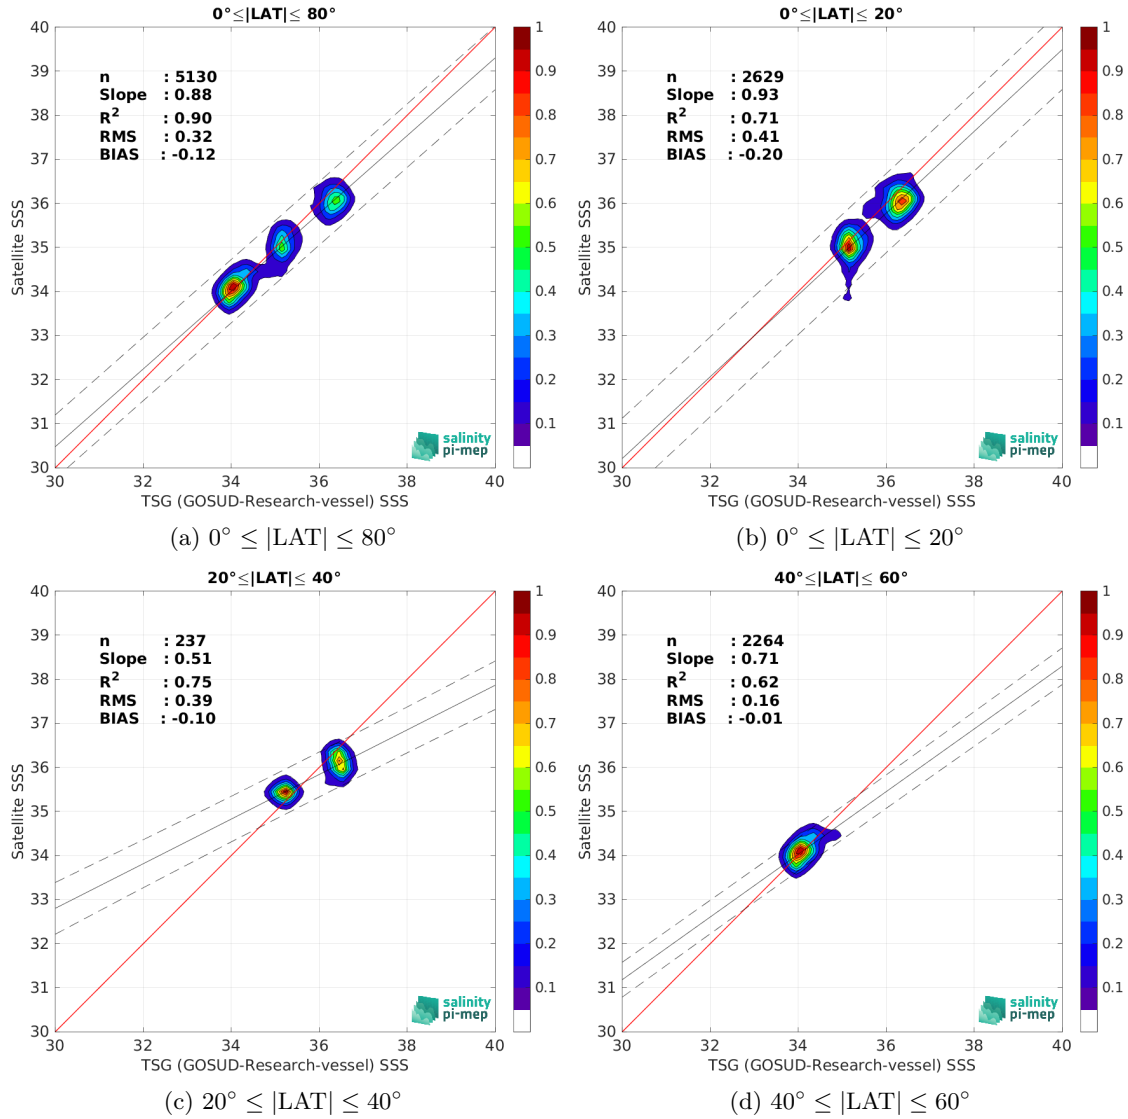 0°≤|LAT|≤ 80°
40
39
38
37
36
35
34
33
32
31
30
Satellite SSS
n : 5130
Slope : 0.88
R² : 0.90
RMS : 0.32
BIAS : -0.12
salinity
pi-mep
30 32 34 36 38 40
TSG (GOSUD-Research-vessel) SSS
1
0.9
0.8
0.7
0.6
0.5
0.4
0.3
0.2
0.1
(a) 0° ≤ |LAT| ≤ 80°
0°≤|LAT|≤ 20°
40
39
38
37
36
35
34
33
32
31
30
Satellite SSS
n : 2629
Slope : 0.93
R² : 0.71
RMS : 0.41
BIAS : -0.20
salinity
pi-mep
30 32 34 36 38 40
TSG (GOSUD-Research-vessel) SSS
1
0.9
0.8
0.7
0.6
0.5
0.4
0.3
0.2
0.1
(b) 0° ≤ |LAT| ≤ 20°
20°≤|LAT|≤ 40°
40
39
38
37
36
35
34
33
32
31
30
Satellite SSS
n : 237
Slope : 0.51
R² : 0.75
RMS : 0.39
BIAS : -0.10
salinity
pi-mep
30 32 34 36 38 40
TSG (GOSUD-Research-vessel) SSS
1
0.9
0.8
0.7
0.6
0.5
0.4
0.3
0.2
0.1
(c) 20° ≤ |LAT| ≤ 40°
40°≤|LAT|≤ 60°
40
39
38
37
36
35
34
33
32
31
30
Satellite SSS
n : 2264
Slope : 0.71
R² : 0.62
RMS : 0.16
BIAS : -0.01
salinity
pi-mep
30 32 34 36 38 40
TSG (GOSUD-Research-vessel) SSS
1
0.9
0.8
0.7
0.6
0.5
0.4
0.3
0.2
0.1
(d) 40° ≤ |LAT| ≤ 60°